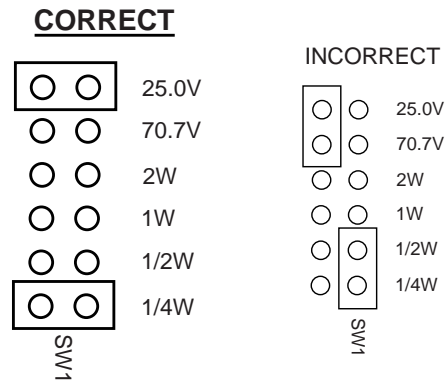 CORRECT
25.0V
70.7V
2W
1W
1/2W
1/4W
SW1
INCORRECT
25.0V
70.7V
2W
1W
1/2W
1/4W
SW1